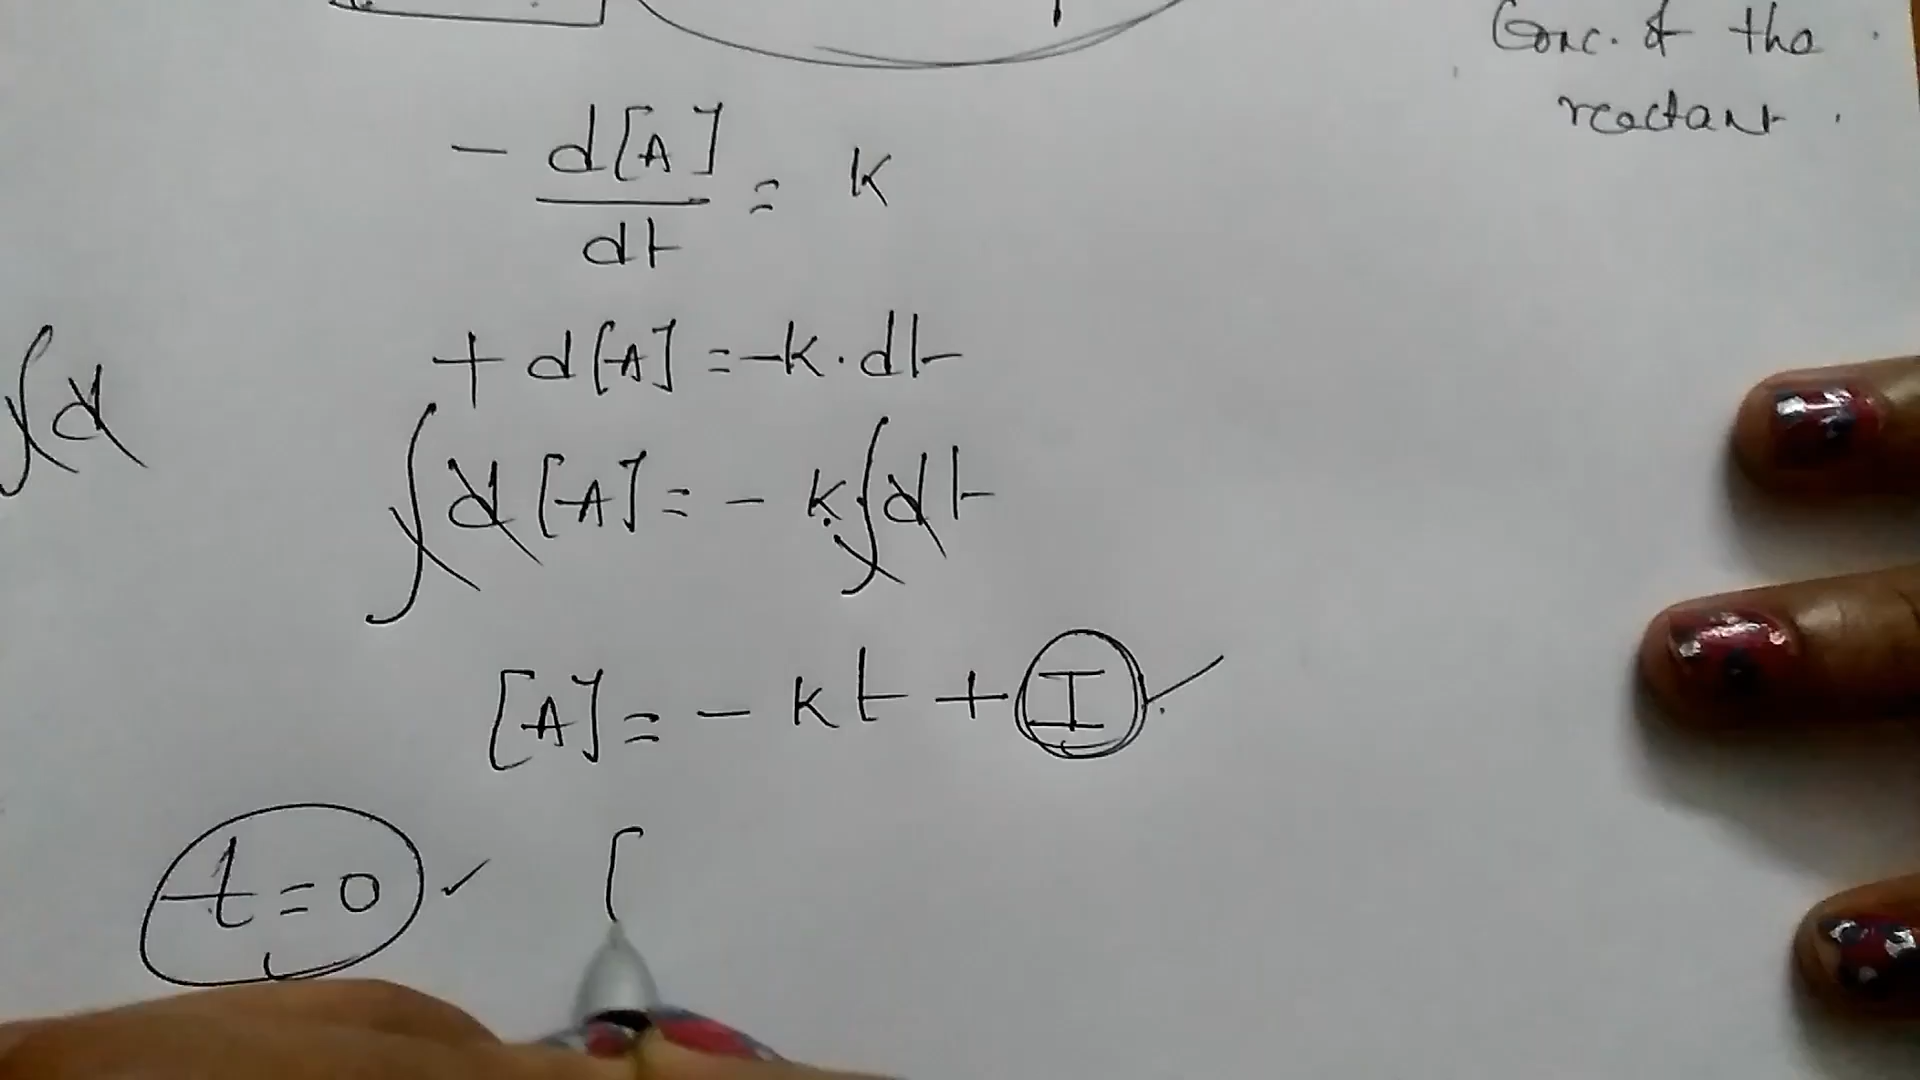 Conc. of the
reactant.
- d[A]/dt = K
+ d[A] = -K.dt
∫d
∫d[A] = - k∫dt
[A] = - kt + I ✓
t=0 ✓ [